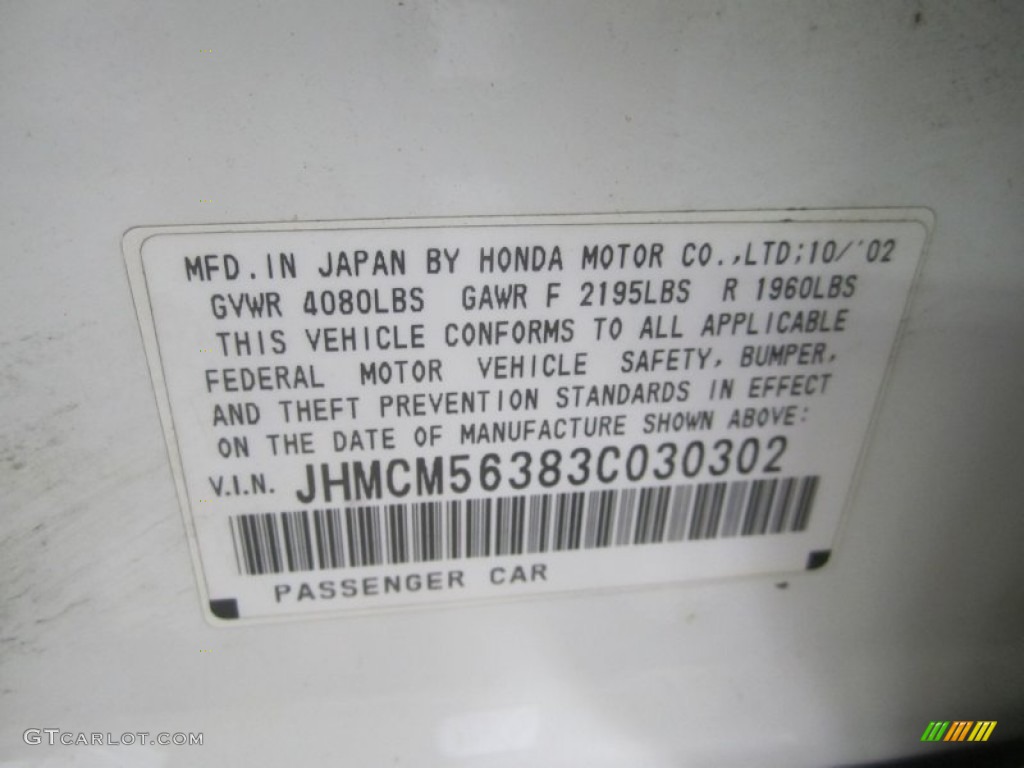 MFD. IN JAPAN BY HONDA MOTOR CO.,LTD;10/'02
GVWR 4080LBS GAWR F 2195LBS R 1960LBS
THIS VEHICLE CONFORMS TO ALL APPLICABLE
FEDERAL MOTOR VEHICLE SAFETY, BUMPER,
AND THEFT PREVENTION STANDARDS IN EFFECT
ON THE DATE OF MANUFACTURE SHOWN ABOVE:
V.I.N. JHMCM56383C030302
PASSENGER CAR
GTCARLOT.COM